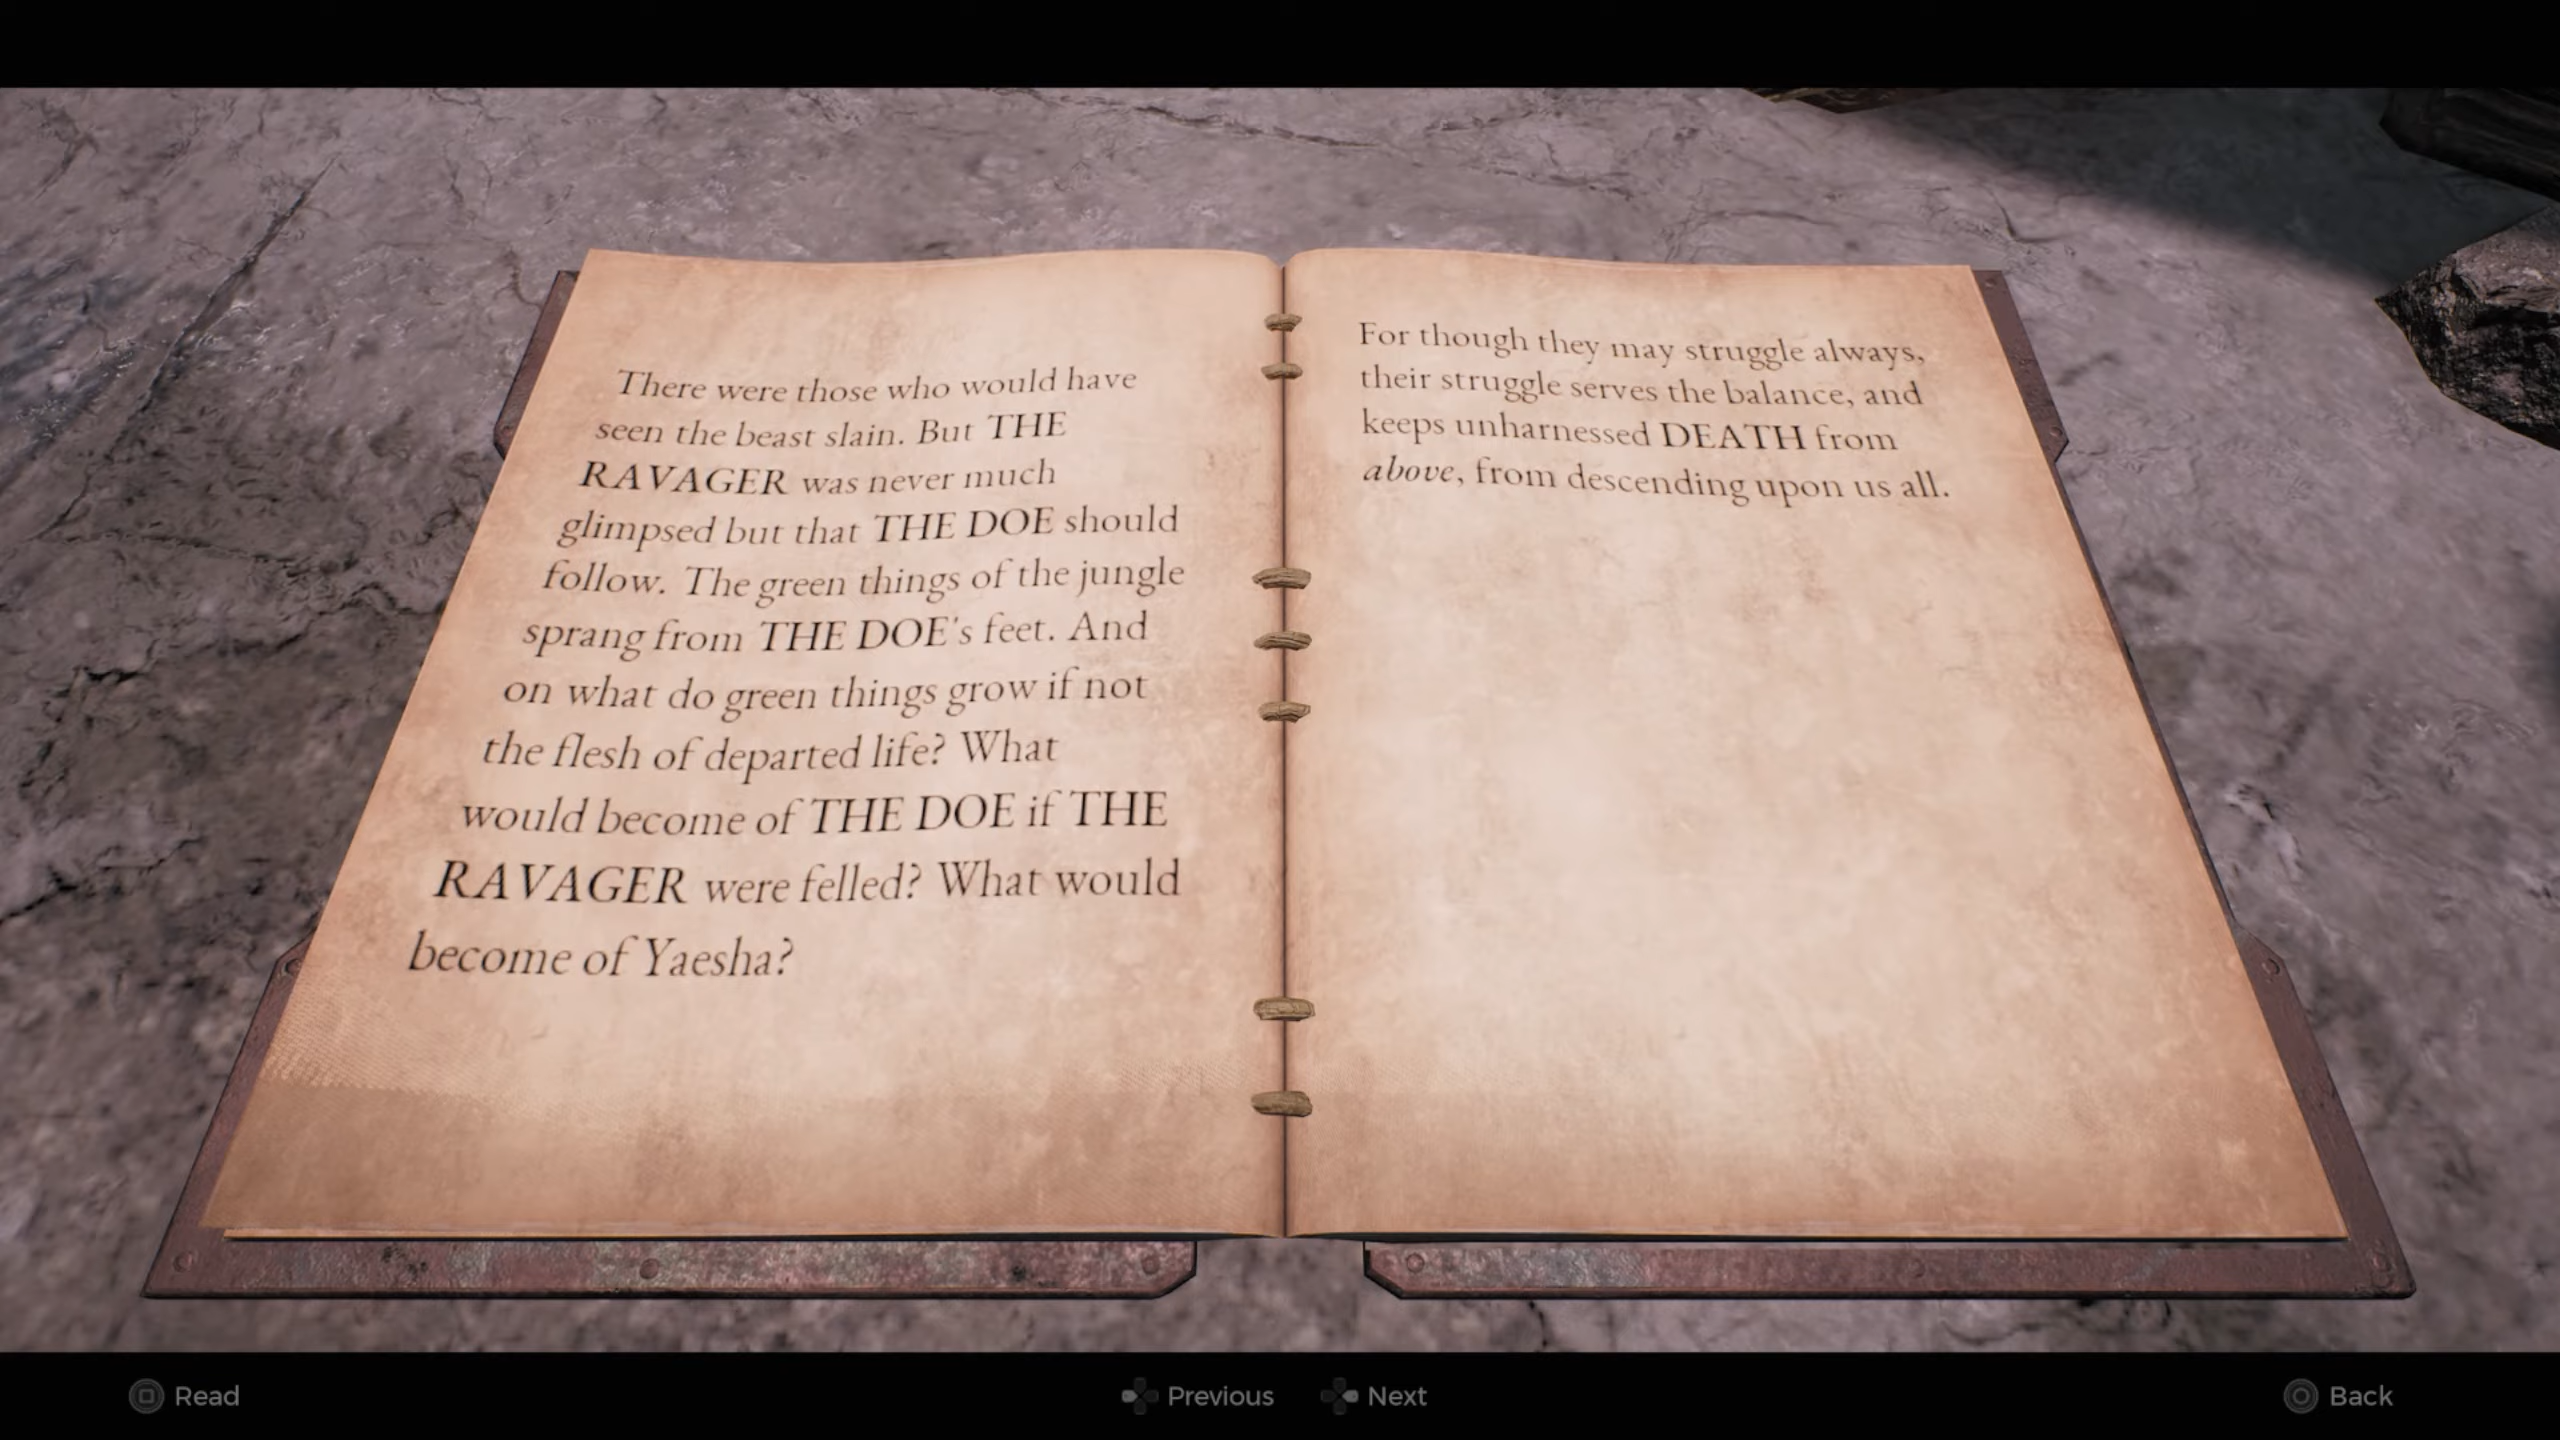 There were those who would have
seen the beast slain. But THE
RAVAGER was never much
glimpsed but that THE DOE should
follow. The green things of the jungle
sprang from THE DOE's feet. And
on what do green things grow if not
the flesh of departed life? What
would become of THE DOE if THE
RAVAGER were felled? What would
become of Yaesha?
For though they may struggle always,
their struggle serves the balance, and
keeps unharnessed DEATH from
above, from descending upon us all.
Read
Previous
Next
Back